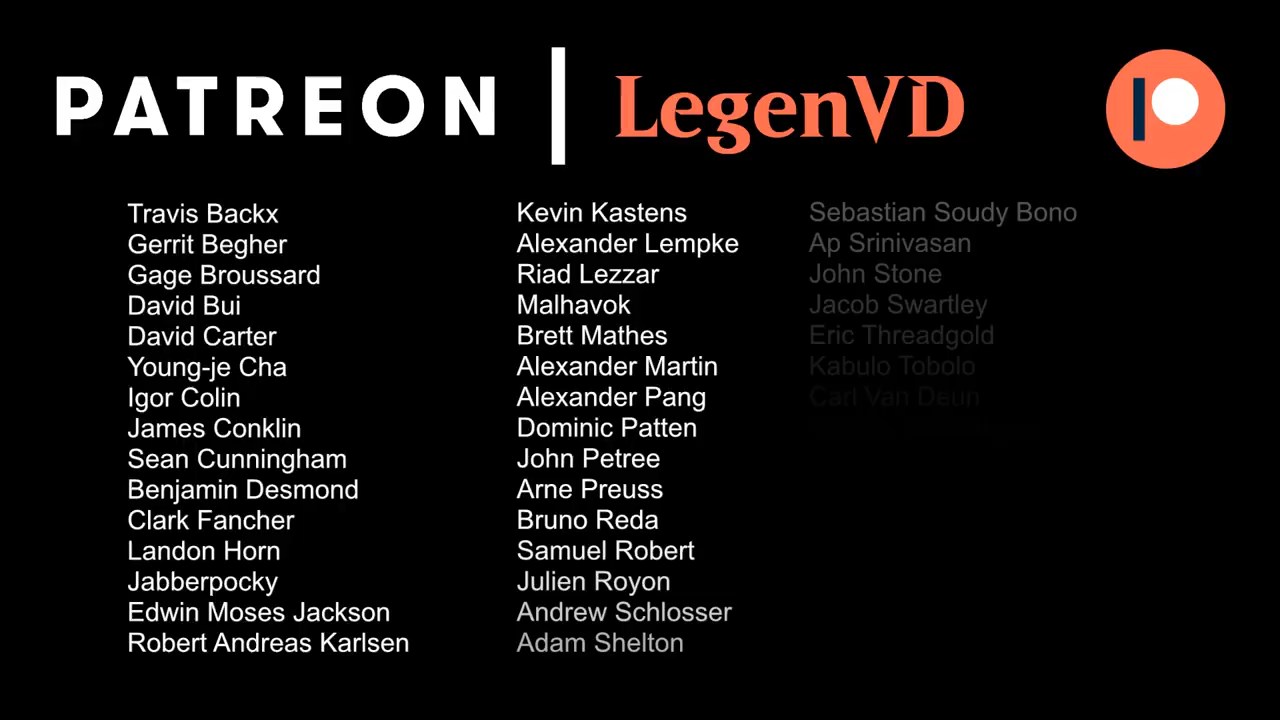 PATREON | LegenVD
Travis Backx
Gerrit Begher
Gage Broussard
David Bui
David Carter
Young-je Cha
Igor Colin
James Conklin
Sean Cunningham
Benjamin Desmond
Clark Fancher
Landon Horn
Jabberpocky
Edwin Moses Jackson
Robert Andreas Karlsen
Kevin Kastens
Alexander Lempke
Riad Lezzar
Malhavok
Brett Mathes
Alexander Martin
Alexander Pang
Dominic Patten
John Petree
Arne Preuss
Bruno Reda
Samuel Robert
Julien Royon
Andrew Schlosser
Adam Shelton
Sebastian Soudy Bono
Ap Srinivasan
John Stone
Jacob Swartley
Eric Threadgold
Kabulo Tobolo
Carl Van Deun